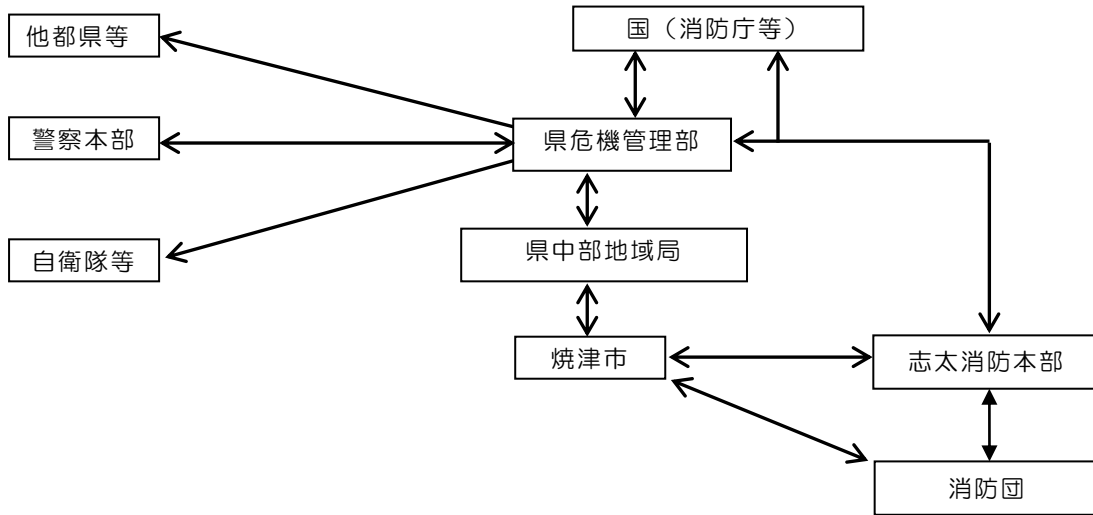 他都県等
国（消防庁等）
警察本部
県危機管理部
自衛隊等
県中部地域局
焼津市
志太消防本部
消防団